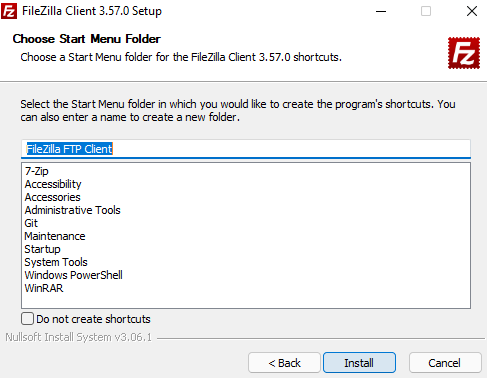 FileZilla Client 3.57.0 Setup
Choose Start Menu Folder
Choose a Start Menu folder for the FileZilla Client 3.57.0 shortcuts.
Fz
Select the Start Menu folder in which you would like to create the program's shortcuts. You
can also enter a name to create a new folder.
FileZilla FTP Client
7-Zip
Accessibility
Accessories
Administrative Tools
Git
Maintenance
Startup
System Tools
Windows PowerShell
WinRAR
Do not create shortcuts
Nullsoft Install System v3.06.1
< Back
Install
Cancel